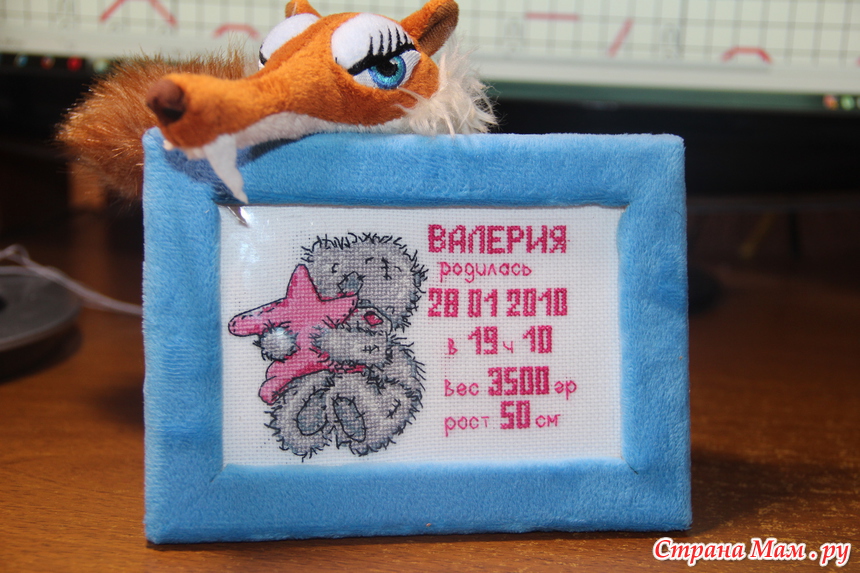 ВАЛЕРИЯ
родилась
28 01 2010
в 19 ч 10
вес 3500 гр
рост 50 см
Страна Мам.ру